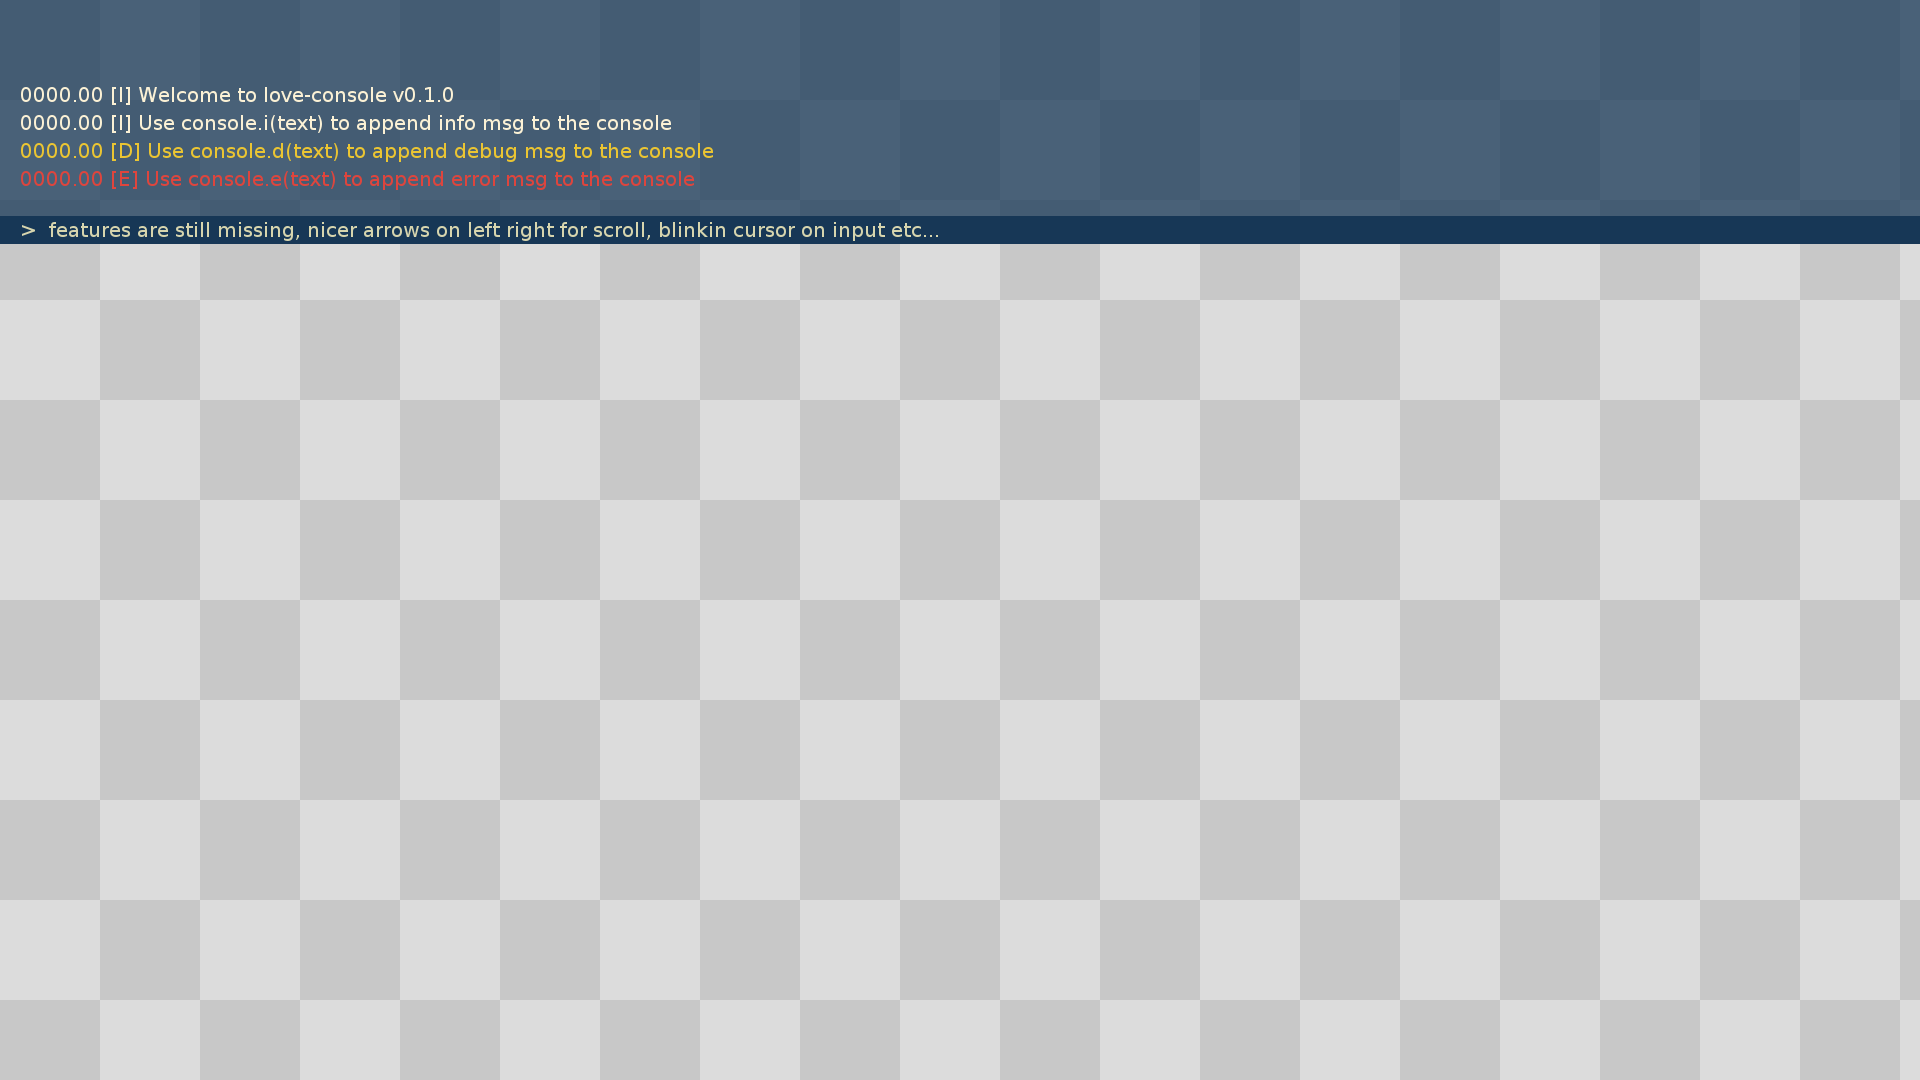 0000.00 [I] Welcome to love-console v0.1.0
0000.00 [I] Use console.i(text) to append info msg to the console
0000.00 [D] Use console.d(text) to append debug msg to the console
0000.00 [E] Use console.e(text) to append error msg to the console
> features are still missing, nicer arrows on left right for scroll, blinkin cursor on input etc...